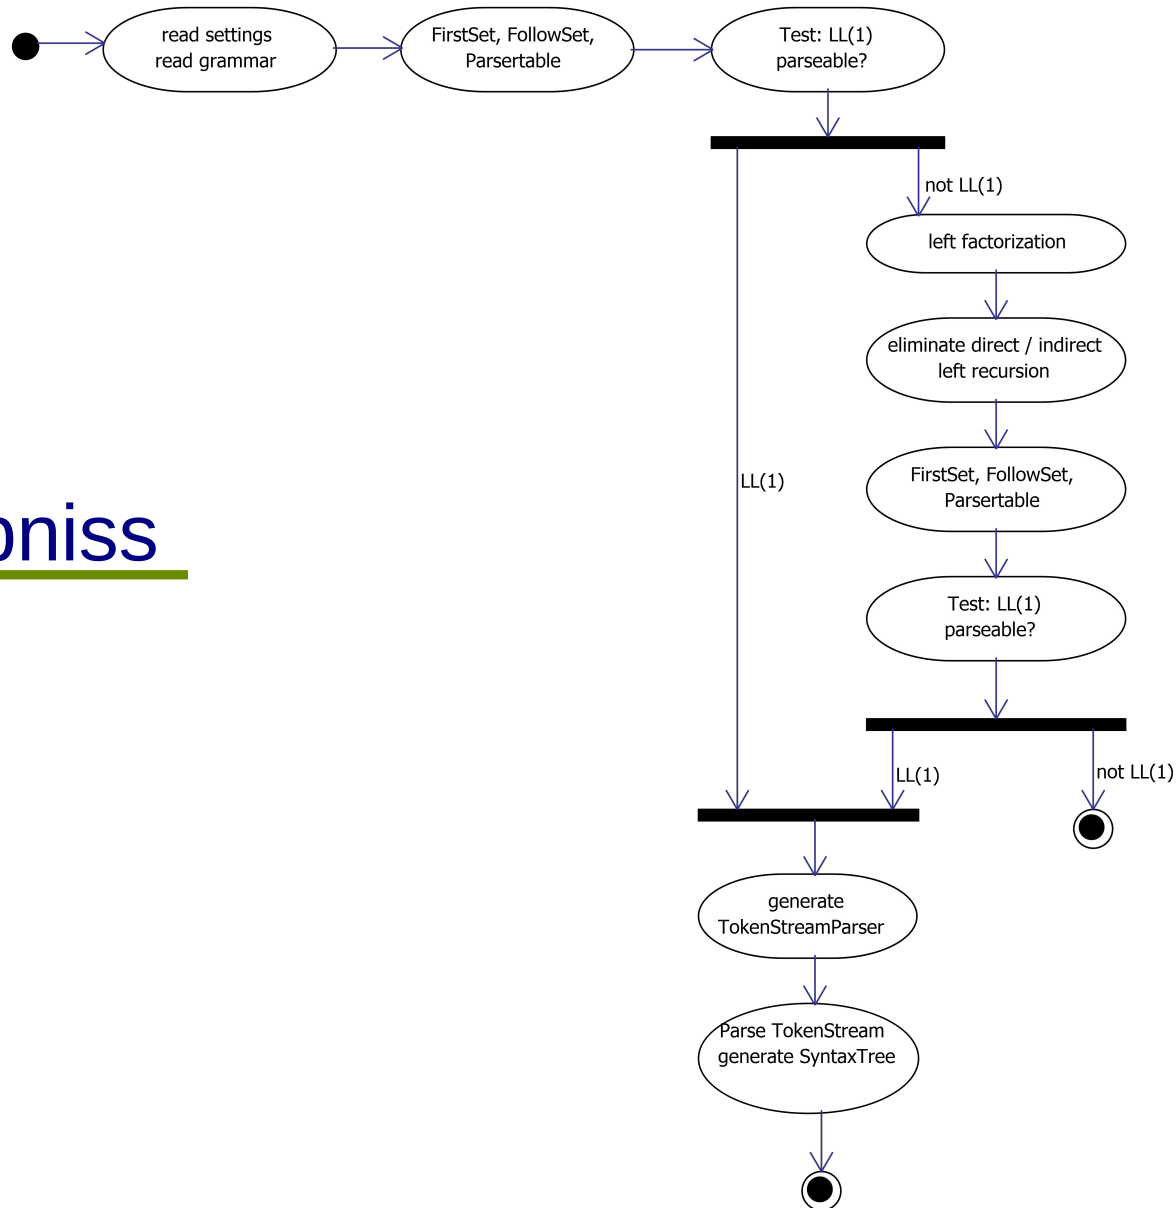 read settings
read grammar
FirstSet, FollowSet,
Parsertable
Test: LL(1)
parseable?
not LL(1)
left factorization
eliminate direct / indirect
left recursion
FirstSet, FollowSet,
Parsertable
LL(1)
Test: LL(1)
parseable?
LL(1)
not LL(1)
generate
TokenStreamParser
Parse TokenStream
generate SyntaxTree